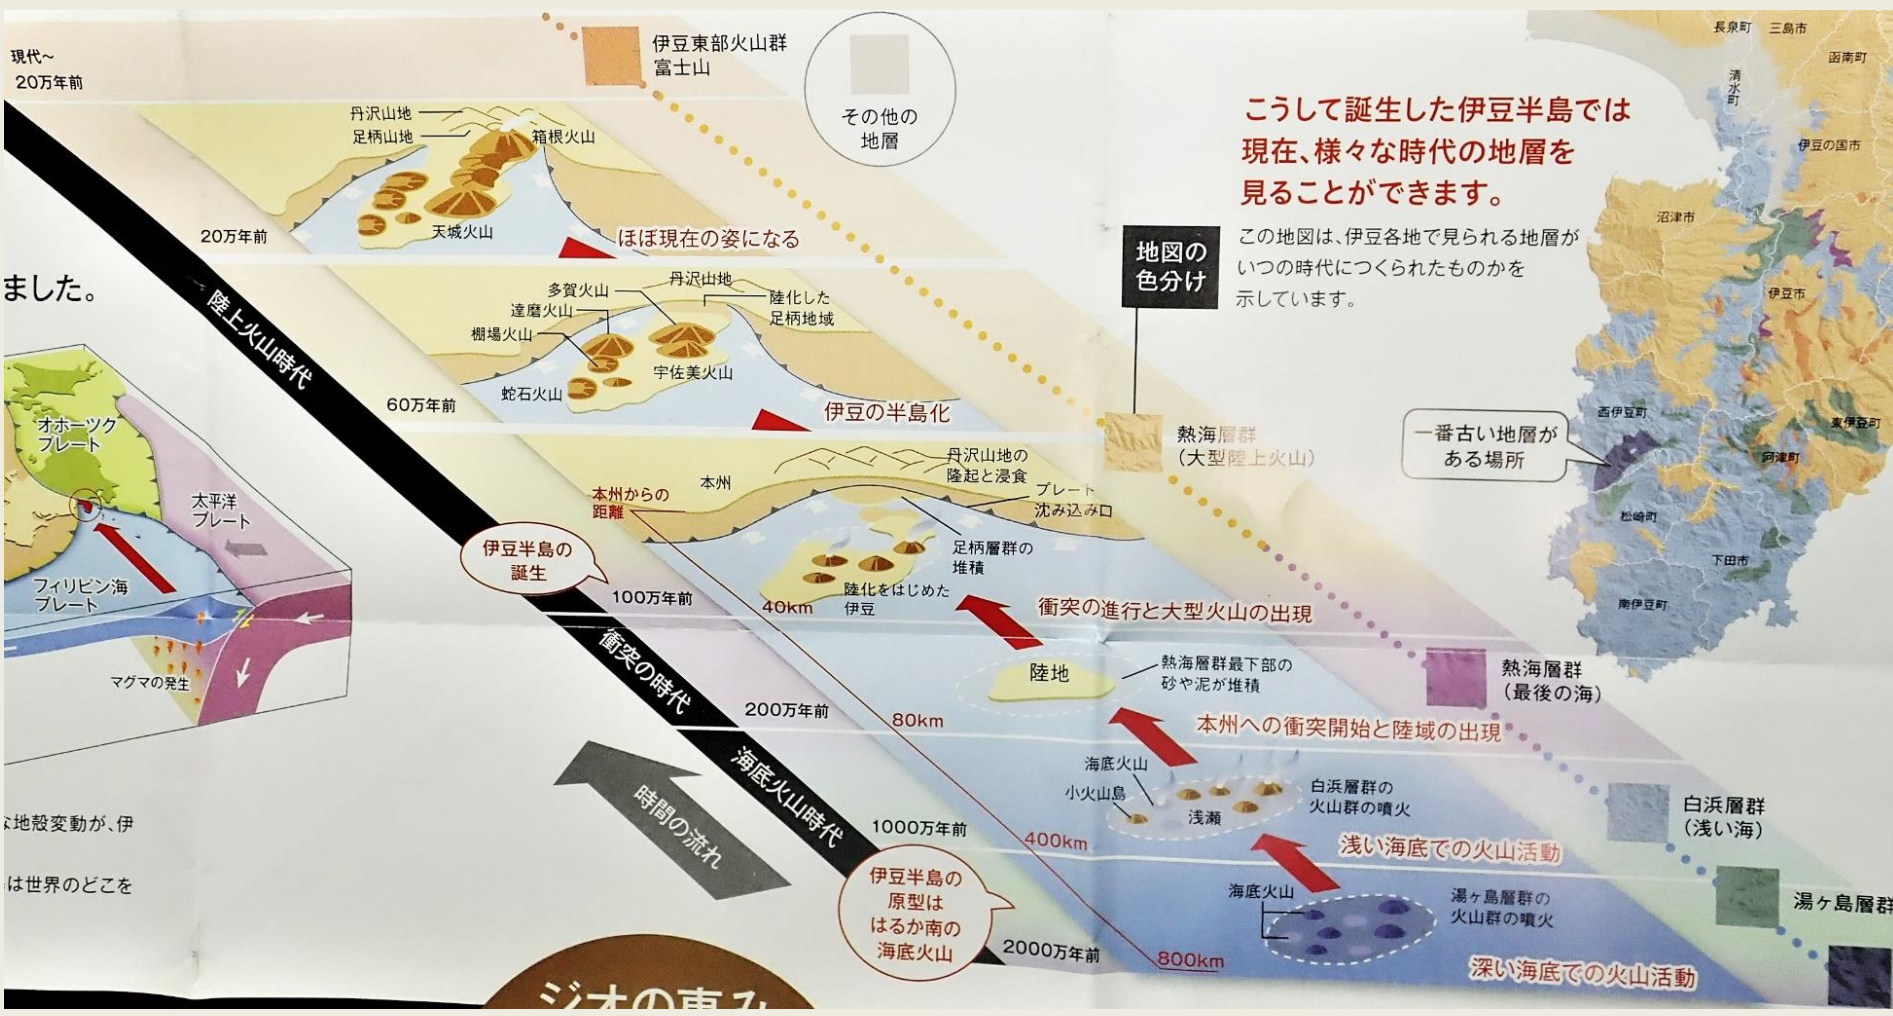 現代～
20万年前
伊豆東部火山群
富士山
その他の
地層
丹沢山地
足柄山地
箱根火山
天城火山
20万年前
ほぼ現在の姿になる
ました。
陸上火山時代
丹沢山地
多賀火山
達磨火山
棚場火山
陸化した
足柄地域
宇佐美火山
蛇石火山
60万年前
伊豆の半島化
熱海層群
(大型陸上火山)
本州からの
距離
本州
丹沢山地の
隆起と浸食
プレート
沈み込み口
足柄層群の
堆積
陸化をはじめた
伊豆
伊豆半島の
誕生
100万年前
40km
衝突の進行と大型火山の出現
衝突の時代
陸地
熱海層群最下部の
砂や泥が堆積
200万年前
80km
本州への衝突開始と陸域の出現
熱海層群
(最後の海)
海底火山時代
時間の流れ
海底火山
小火山島
浅瀬
白浜層群の
火山群の噴火
1000万年前
400km
浅い海底での火山活動
白浜層群
(浅い海)
伊豆半島の
原型は
はるか南の
海底火山
海底火山
湯ヶ島層群の
火山群の噴火
湯ヶ島層群
2000万年前
800km
深い海底での火山活動
オホーツク
プレート
太平洋
プレート
フィリピン海
プレート
マグマの発生
な地殻変動が、伊
は世界のどこを
ジオの恵み
こうして誕生した伊豆半島では
現在、様々な時代の地層を
見ることができます。
地図の
色分け
この地図は、伊豆各地で見られる地層が
いつの時代につくられたものかを
示しています。
一番古い地層が
ある場所
長泉町
三島市
函南町
清水町
伊豆の国市
沼津市
伊豆市
西伊豆町
東伊豆町
河津町
松崎町
下田市
南伊豆町